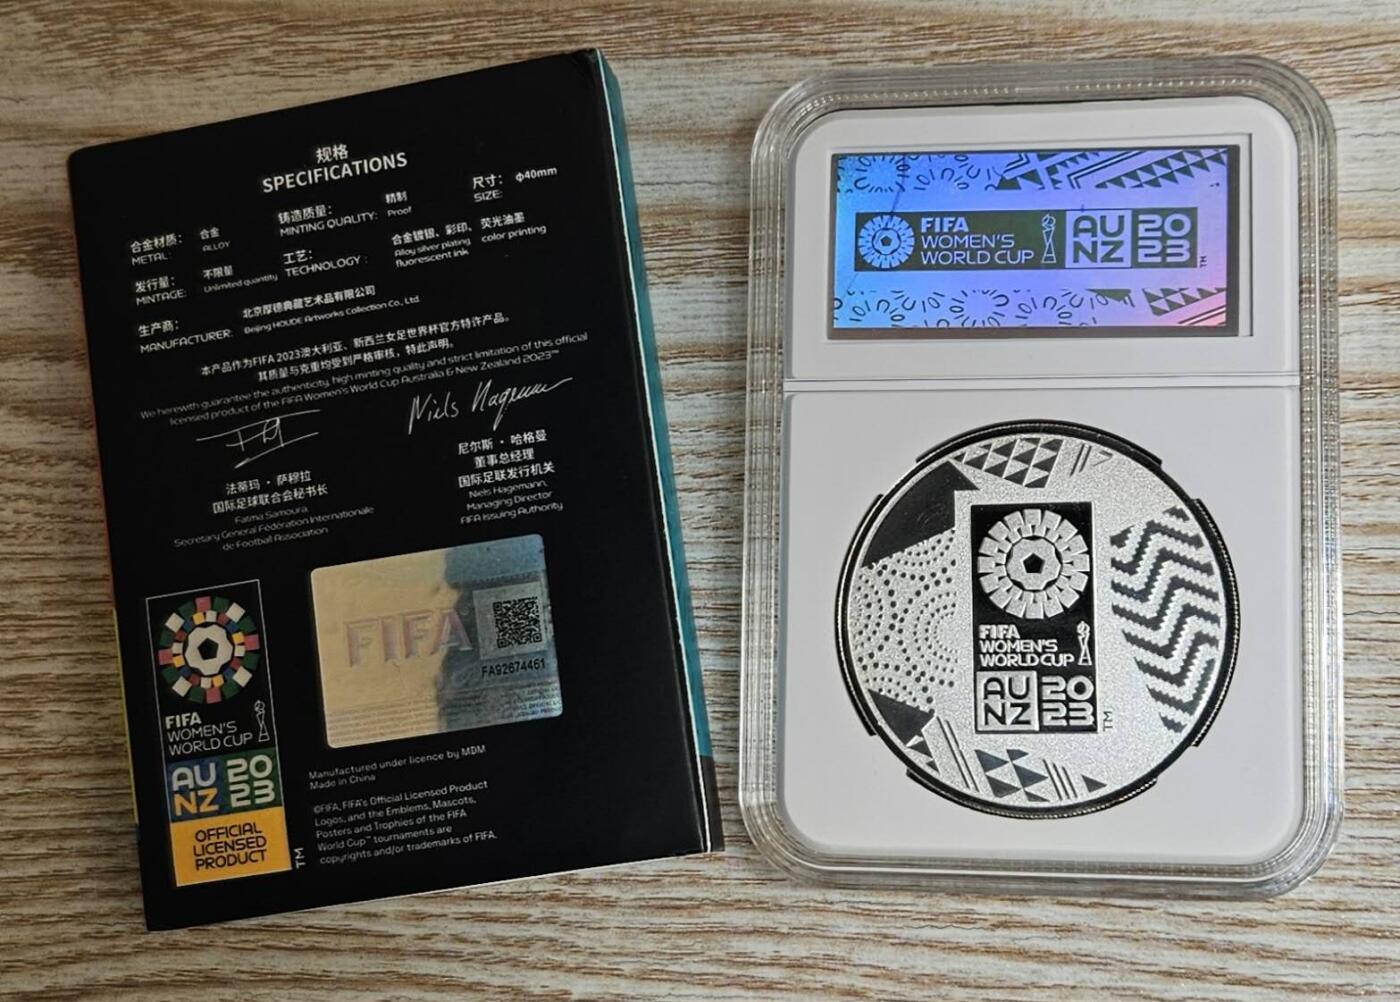 规格
SPECIFICATIONS
合金材质： 合金
METAL: ALLOY
铸造质量： 精制
MINTING QUALITY: Proof
尺寸： Φ40mm
SIZE:
发行量： 不限量
MINTAGE: Unlimited quantity
工艺： 合金镀银、彩印、荧光油墨
TECHNOLOGY : Alloy silver plating, color printing
fluorescent ink
生产商： 北京厚德典藏艺术品有限公司
MANUFACTURER: Beijing HOUDE Artworks Collection Co., Ltd.
本产品作为FIFA 2023澳大利亚、新西兰女足世界杯官方特许产品。
其质量与克重均受到严格审核，特此声明。
We herewith guarantee the authenticity, high minting quality and strict limitation of this official
licensed product of the FIFA Women's World Cup Australia & New Zealand 2023™
Niels Hagemann
法蒂玛・萨穆拉
国际足球联合会秘书长
Fatma Samoura
Secretary General Fédération Internationale
de Football Association
尼尔斯・哈格曼
董事总经理
国际足联发行机关
Niels Hagemann,
Managing Director
FIFA Issuing Authority
FIFA
FA92674461
FIFA
WOMEN'S
WORLD CUP
AU 20
NZ 23
OFFICIAL
LICENSED
PRODUCT
TM
Manufactured under licence by MDM
Made in China
©FIFA, FIFA's Official Licensed Product
Logos, and the Emblems, Mascots,
Posters and Trophies of the FIFA
World Cup™ tournaments are
copyrights and/or trademarks of FIFA.
FIFA
WOMEN'S
WORLD CUP
AU 20
NZ 23
TM
FIFA
WOMEN'S
WORLD CUP
AU 20
NZ 23
TM